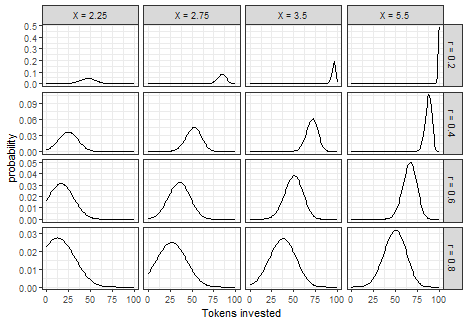 X = 2.25 X = 2.75 X = 3.5 X = 5.5
0.5
0.4
0.3
0.2
0.1
0.0
r = 0.2
0.09
0.06
0.03
0.00
r = 0.4
probability
0.05
0.04
0.03
0.02
0.01
0.00
r = 0.6
0.03
0.02
0.01
0.00
r = 0.8
0 25 50 75 100 0 25 50 75 100 0 25 50 75 100 0 25 50 75 100
Tokens invested